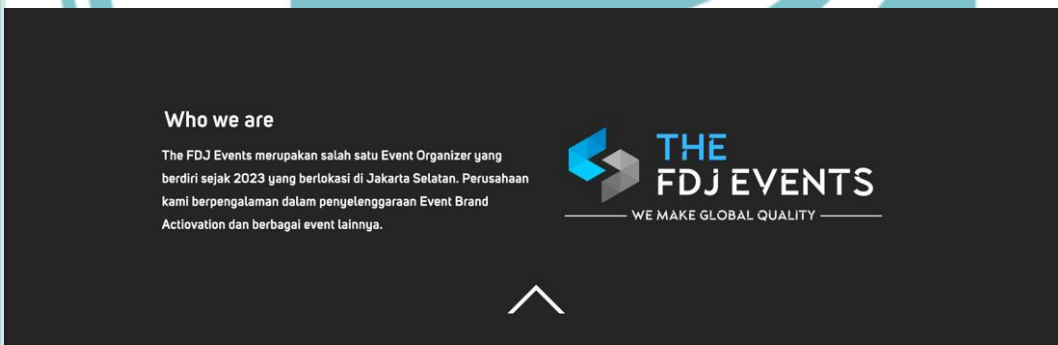 Who we are
The FDJ Events merupakan salah satu Event Organizer yang
berdiri sejak 2023 yang berlokasi di Jakarta Selatan. Perusahaan
kami berpengalaman dalam penyelenggaraan Event Brand
Actiovation dan berbagai event lainnya.
THE
FDJ EVENTS
WE MAKE GLOBAL QUALITY